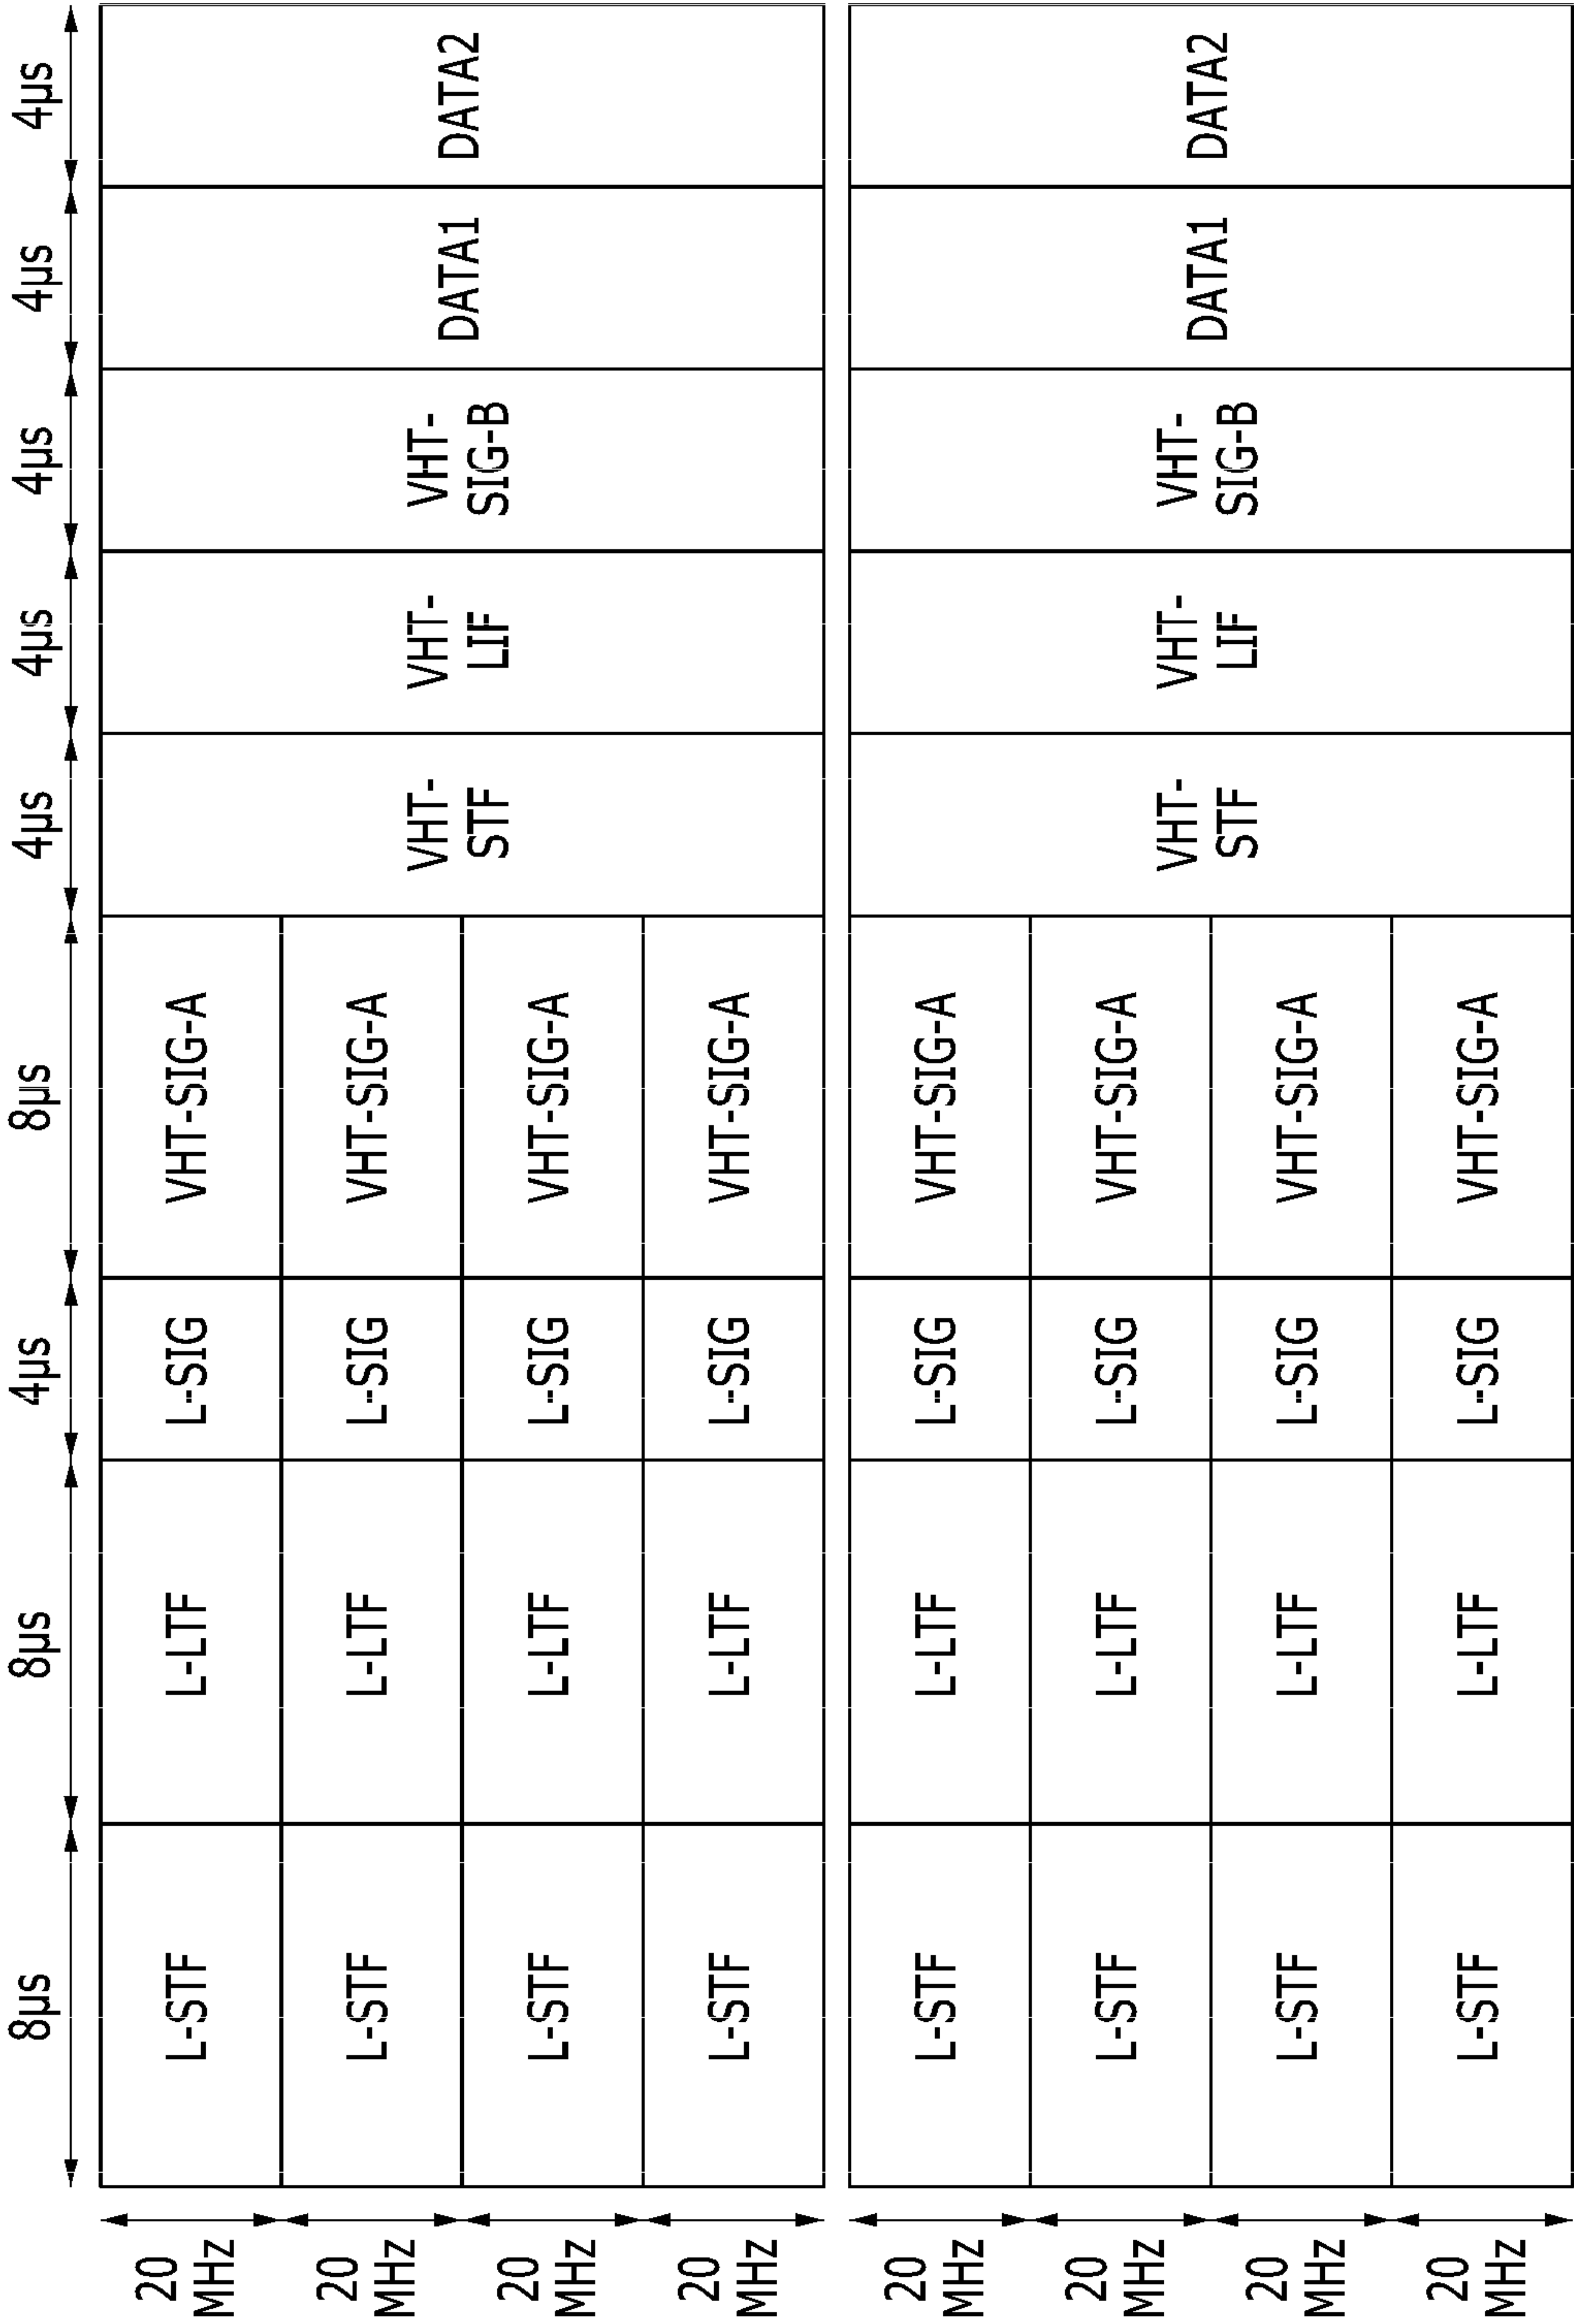 8µs 8µs 4µs 8µs 4µs 4µs 4µs 4µs 4µs
20
MHz
L-STF L-LTF L-SIG VHT-SIG-A
20
MHz
L-STF L-LTF L-SIG VHT-SIG-A
20
MHz
L-STF L-LTF L-SIG VHT-SIG-A
20
MHz
L-STF L-LTF L-SIG VHT-SIG-A
VHT-
STF
VHT-
LIF
VHT-
SIG-B
DATA1
DATA2
20
MHz
L-STF L-LTF L-SIG VHT-SIG-A
20
MHz
L-STF L-LTF L-SIG VHT-SIG-A
20
MHz
L-STF L-LTF L-SIG VHT-SIG-A
20
MHz
L-STF L-LTF L-SIG VHT-SIG-A
VHT-
STF
VHT-
LIF
VHT-
SIG-B
DATA1
DATA2